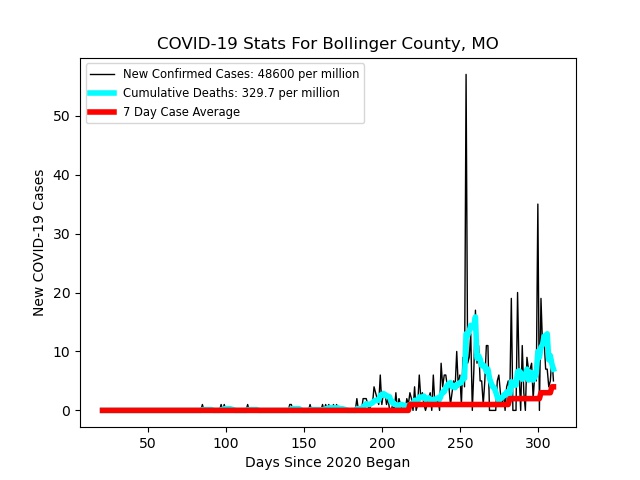 COVID-19 Stats For Bollinger County, MO
New Confirmed Cases: 48600 per million
Cumulative Deaths: 329.7 per million
7 Day Case Average
New COVID-19 Cases
50
40
30
20
10
0
50 100 150 200 250 300
Days Since 2020 Began